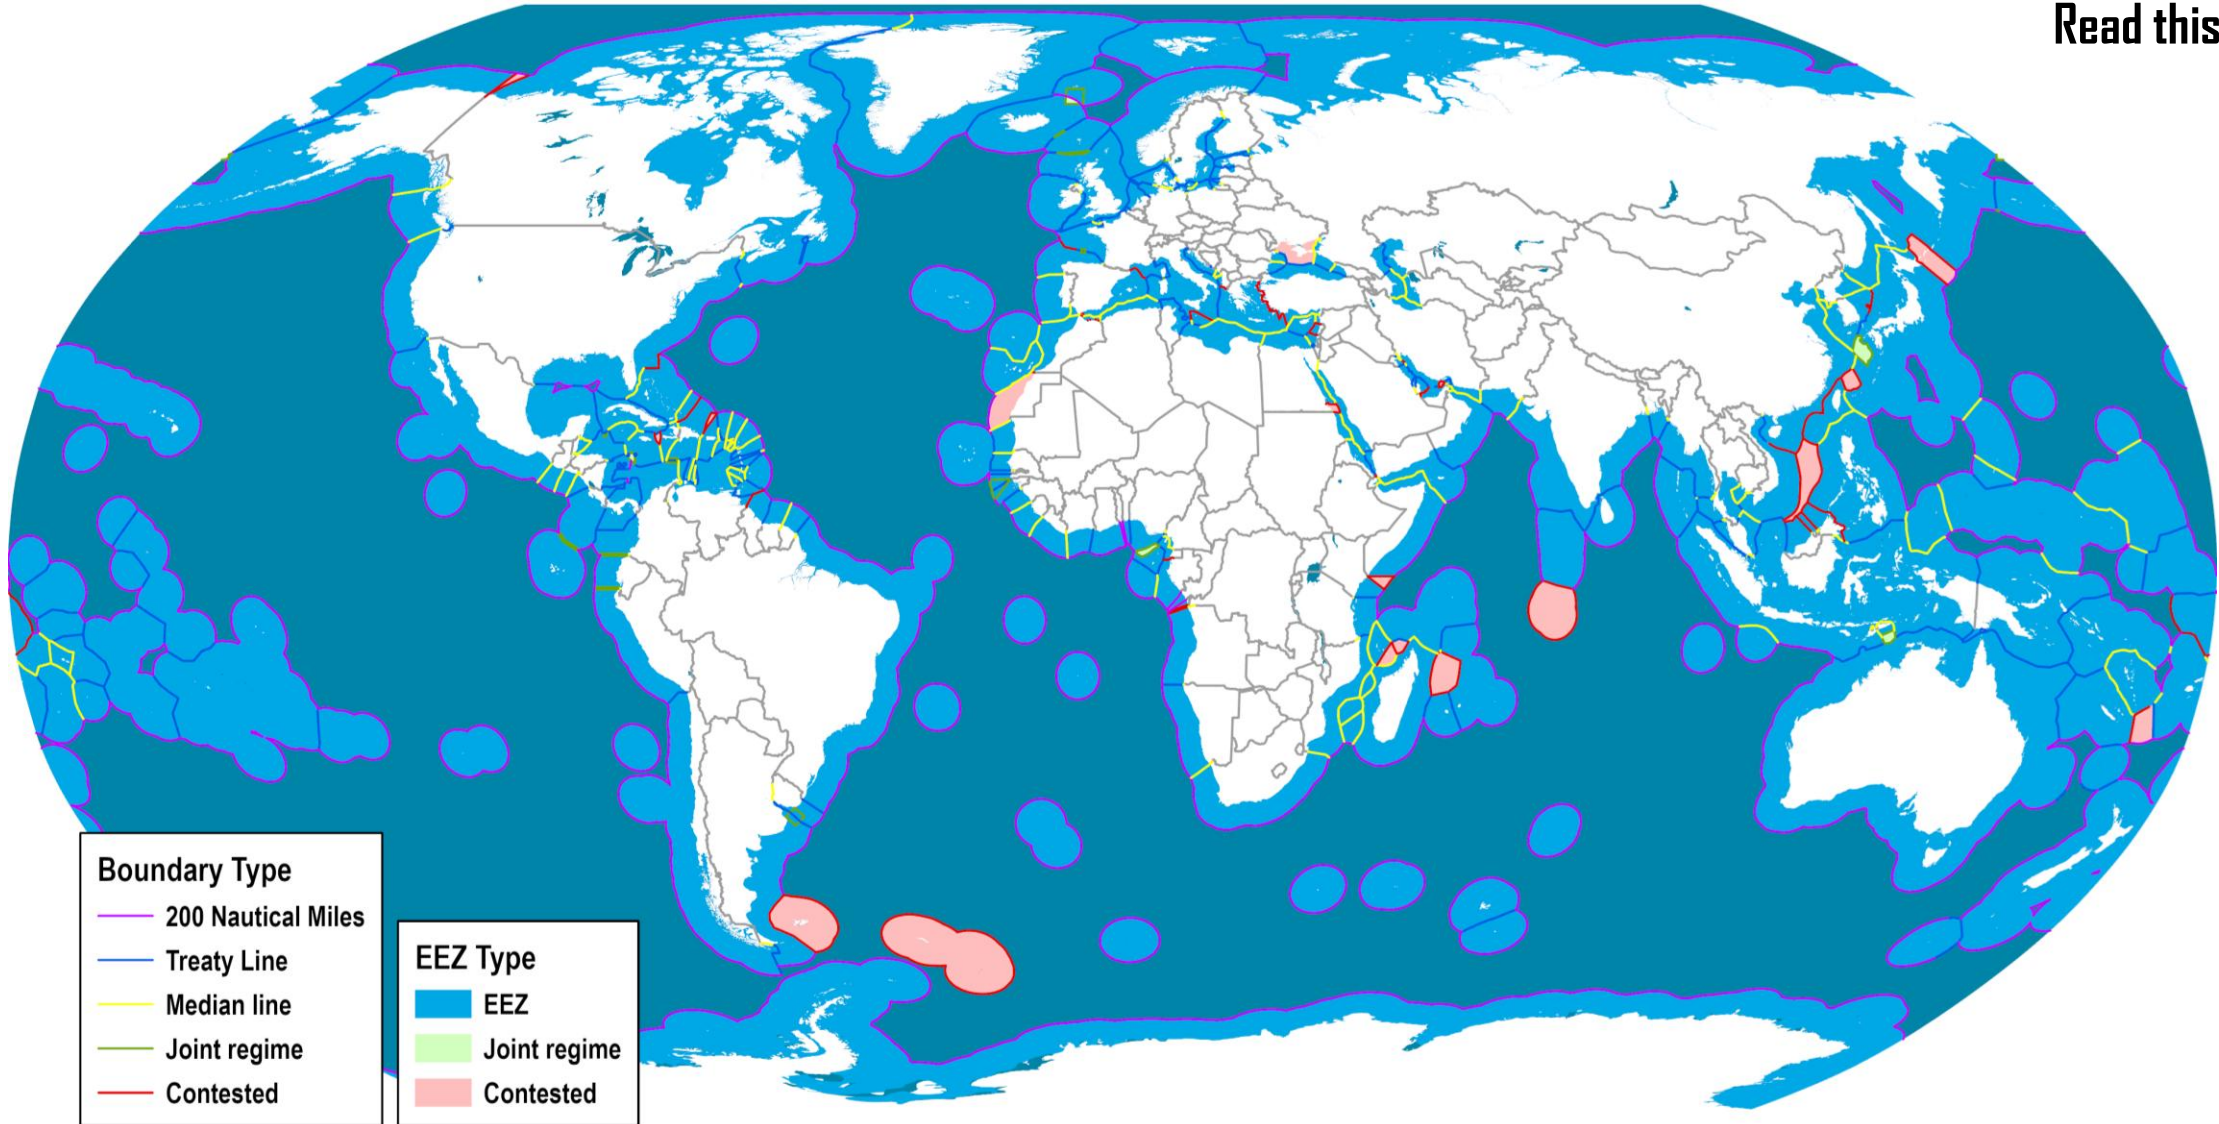 Read this
Boundary Type
200 Nautical Miles
Treaty Line
Median line
Joint regime
Contested
EEZ Type
EEZ
Joint regime
Contested